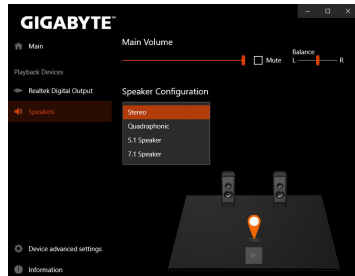 GIGABYTE™
Main
Playback Devices
Realtek Digital Output
Speakers
Device advanced settings
Information
Main Volume
Mute
Balance
L
R
Speaker Configuration
Stereo
Quadraphonic
5.1 Speaker
7.1 Speaker